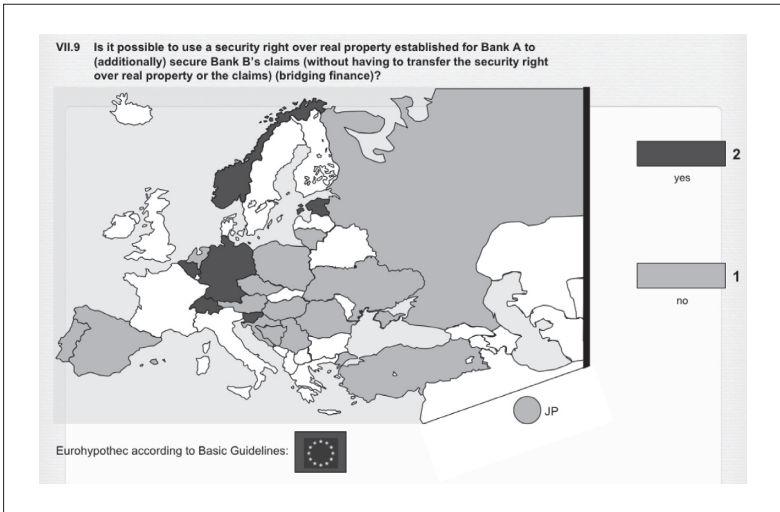 VII.9 Is it possible to use a security right over real property established for Bank A to
(additionally) secure Bank B's claims (without having to transfer the security right
over real property or the claims) (bridging finance)?
2
yes
1
no
JP
Eurohypothec according to Basic Guidelines: